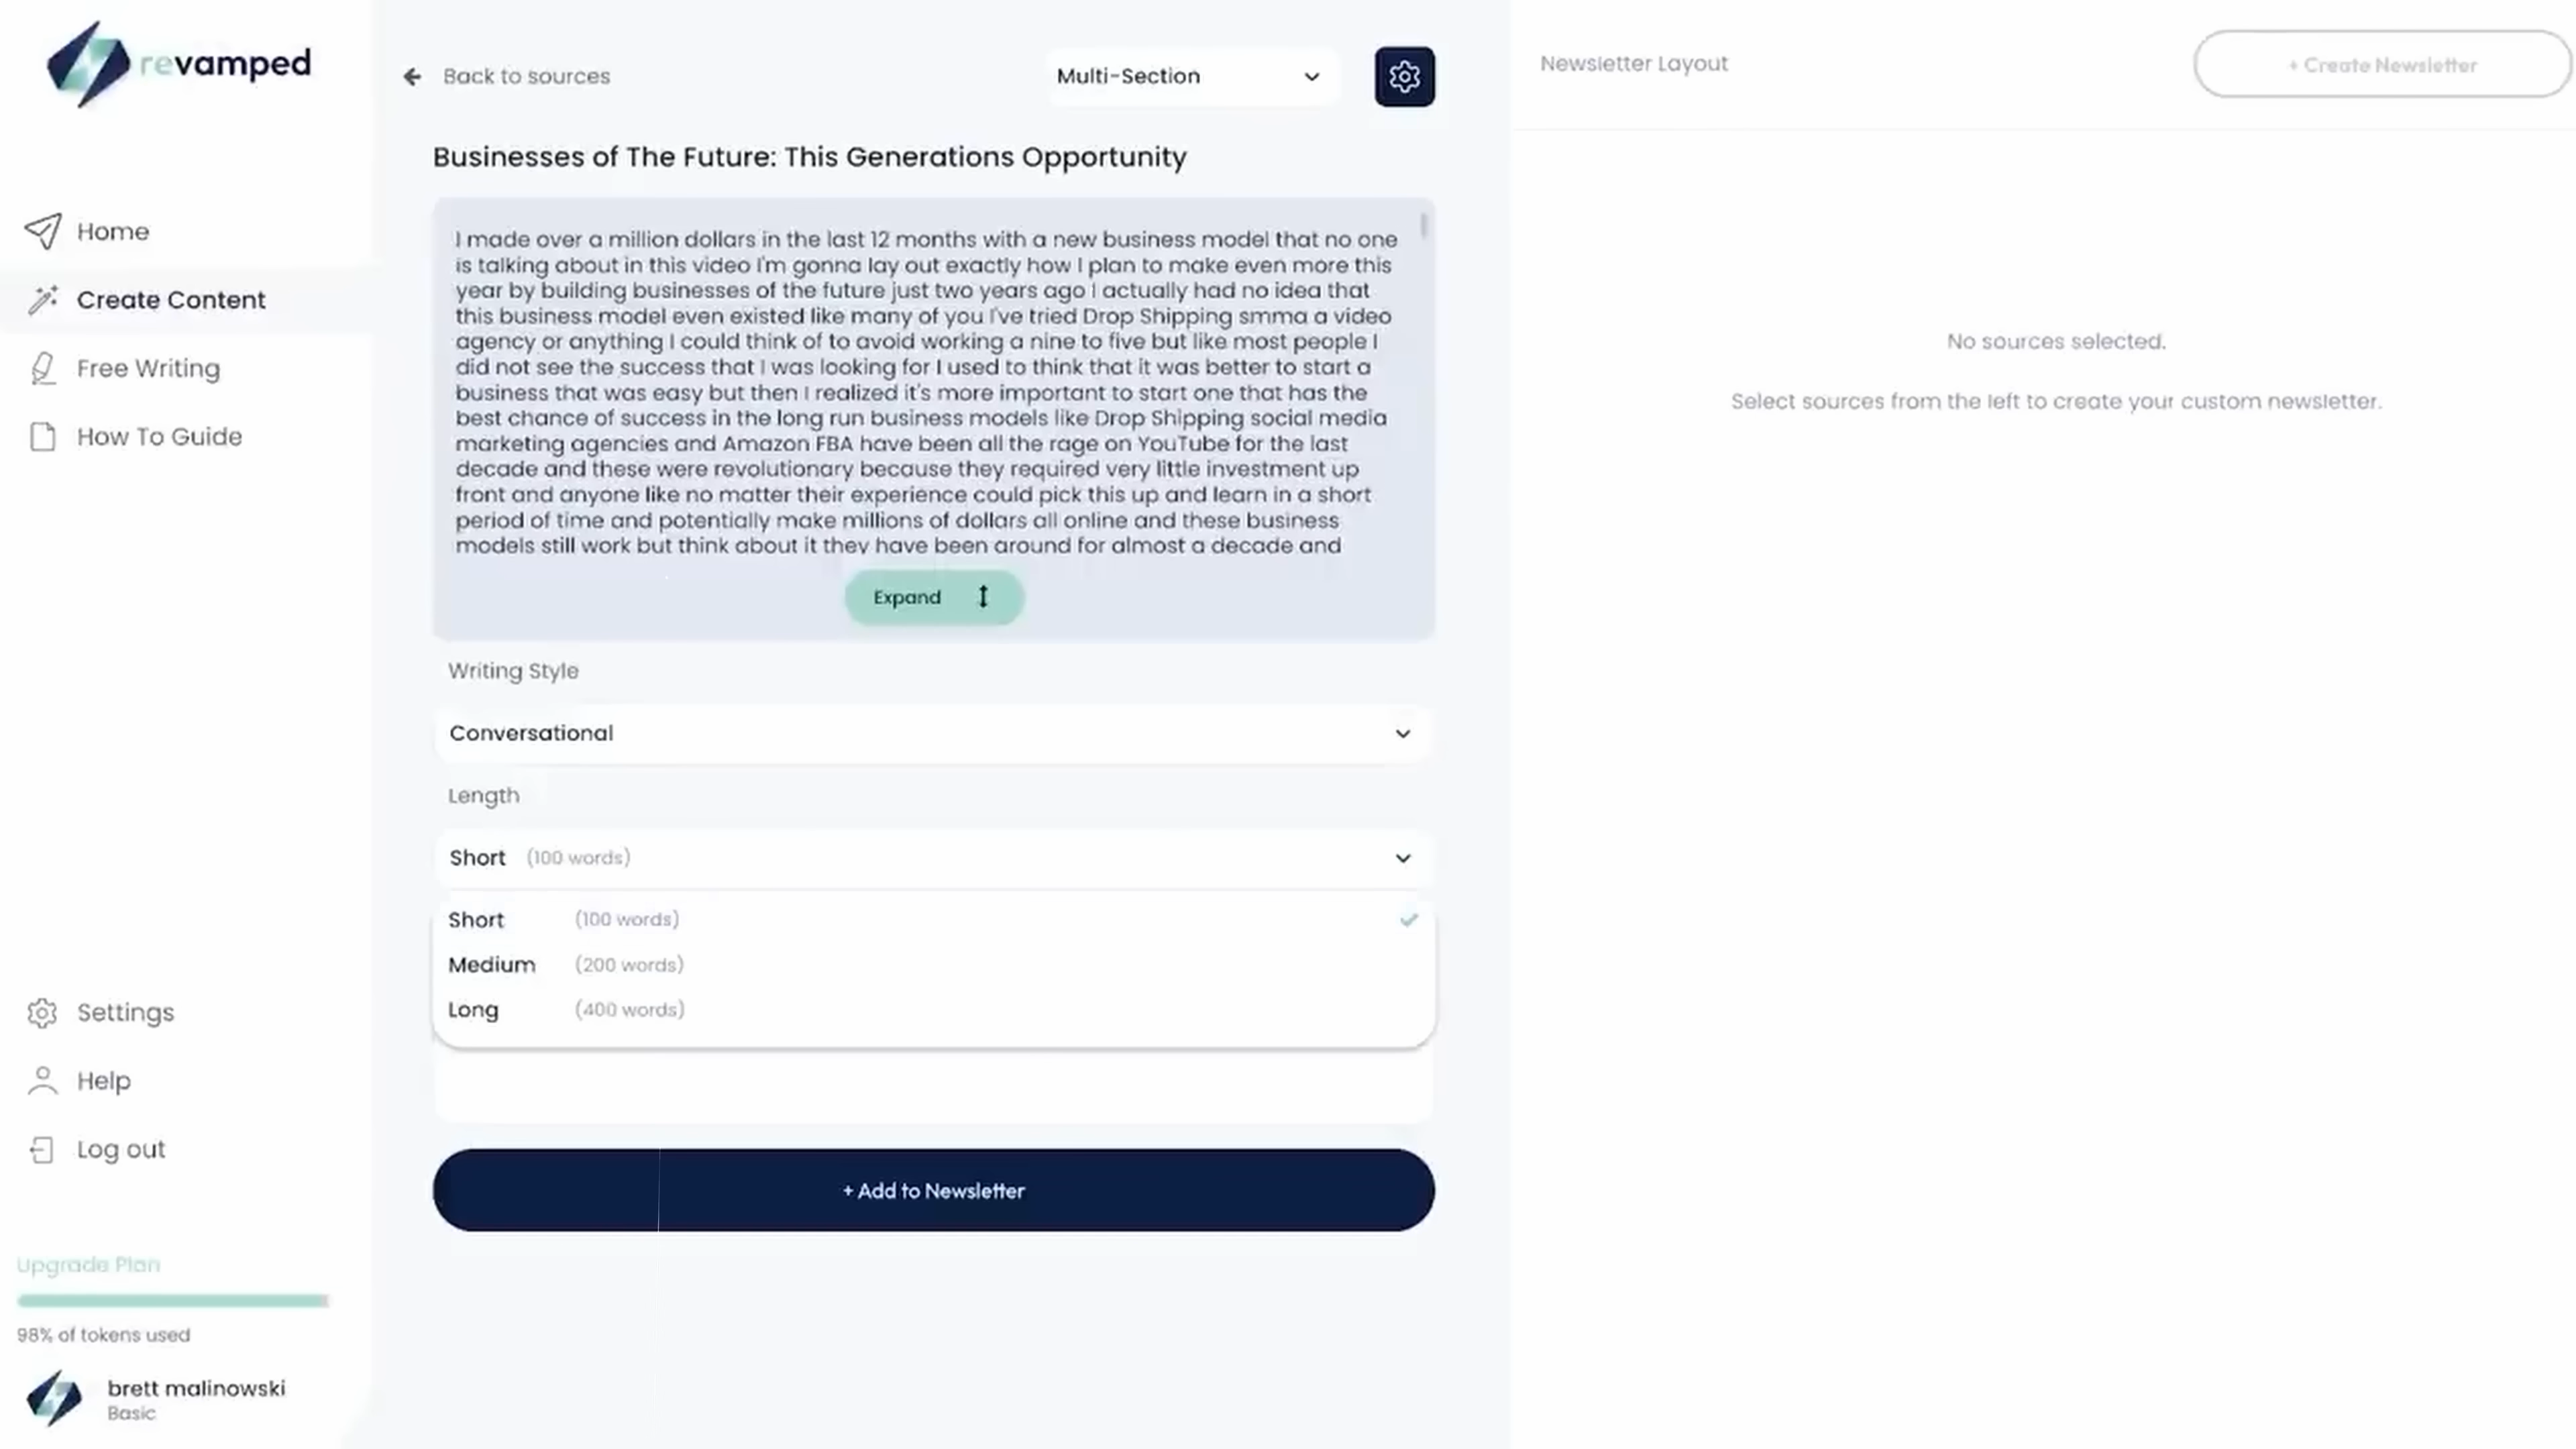 revamped
Home
Create Content
Free Writing
How To Guide
Settings
Help
Log out
Upgrade Plan
98% of tokens used
brett malinowski
Basic
Back to sources
Multi-Section
Businesses of The Future: This Generations Opportunity
I made over a million dollars in the last 12 months with a new business model that no one
is talking about in this video I'm gonna lay out exactly how I plan to make even more this
year by building businesses of the future just two years ago I actually had no idea that
this business model even existed like many of you I've tried Drop Shipping smma a video
agency or anything I could think of to avoid working a nine to five but like most people I
did not see the success that I was looking for I used to think that it was better to start a
business that was easy but then I realized it's more important to start one that has the
best chance of success in the long run business models like Drop Shipping social media
marketing agencies and Amazon FBA have been all the rage on YouTube for the last
decade and these were revolutionary because they required very little investment up
front and anyone like no matter their experience could pick this up and learn in a short
period of time and potentially make millions of dollars all online and these business
models still work but think about it they have been around for almost a decade and
Expand
Writing Style
Conversational
Length
Short (100 words)
Short (100 words)
Medium (200 words)
Long (400 words)
+ Add to Newsletter
Newsletter Layout
+ Create Newsletter
No sources selected.
Select sources from the left to create your custom newsletter.